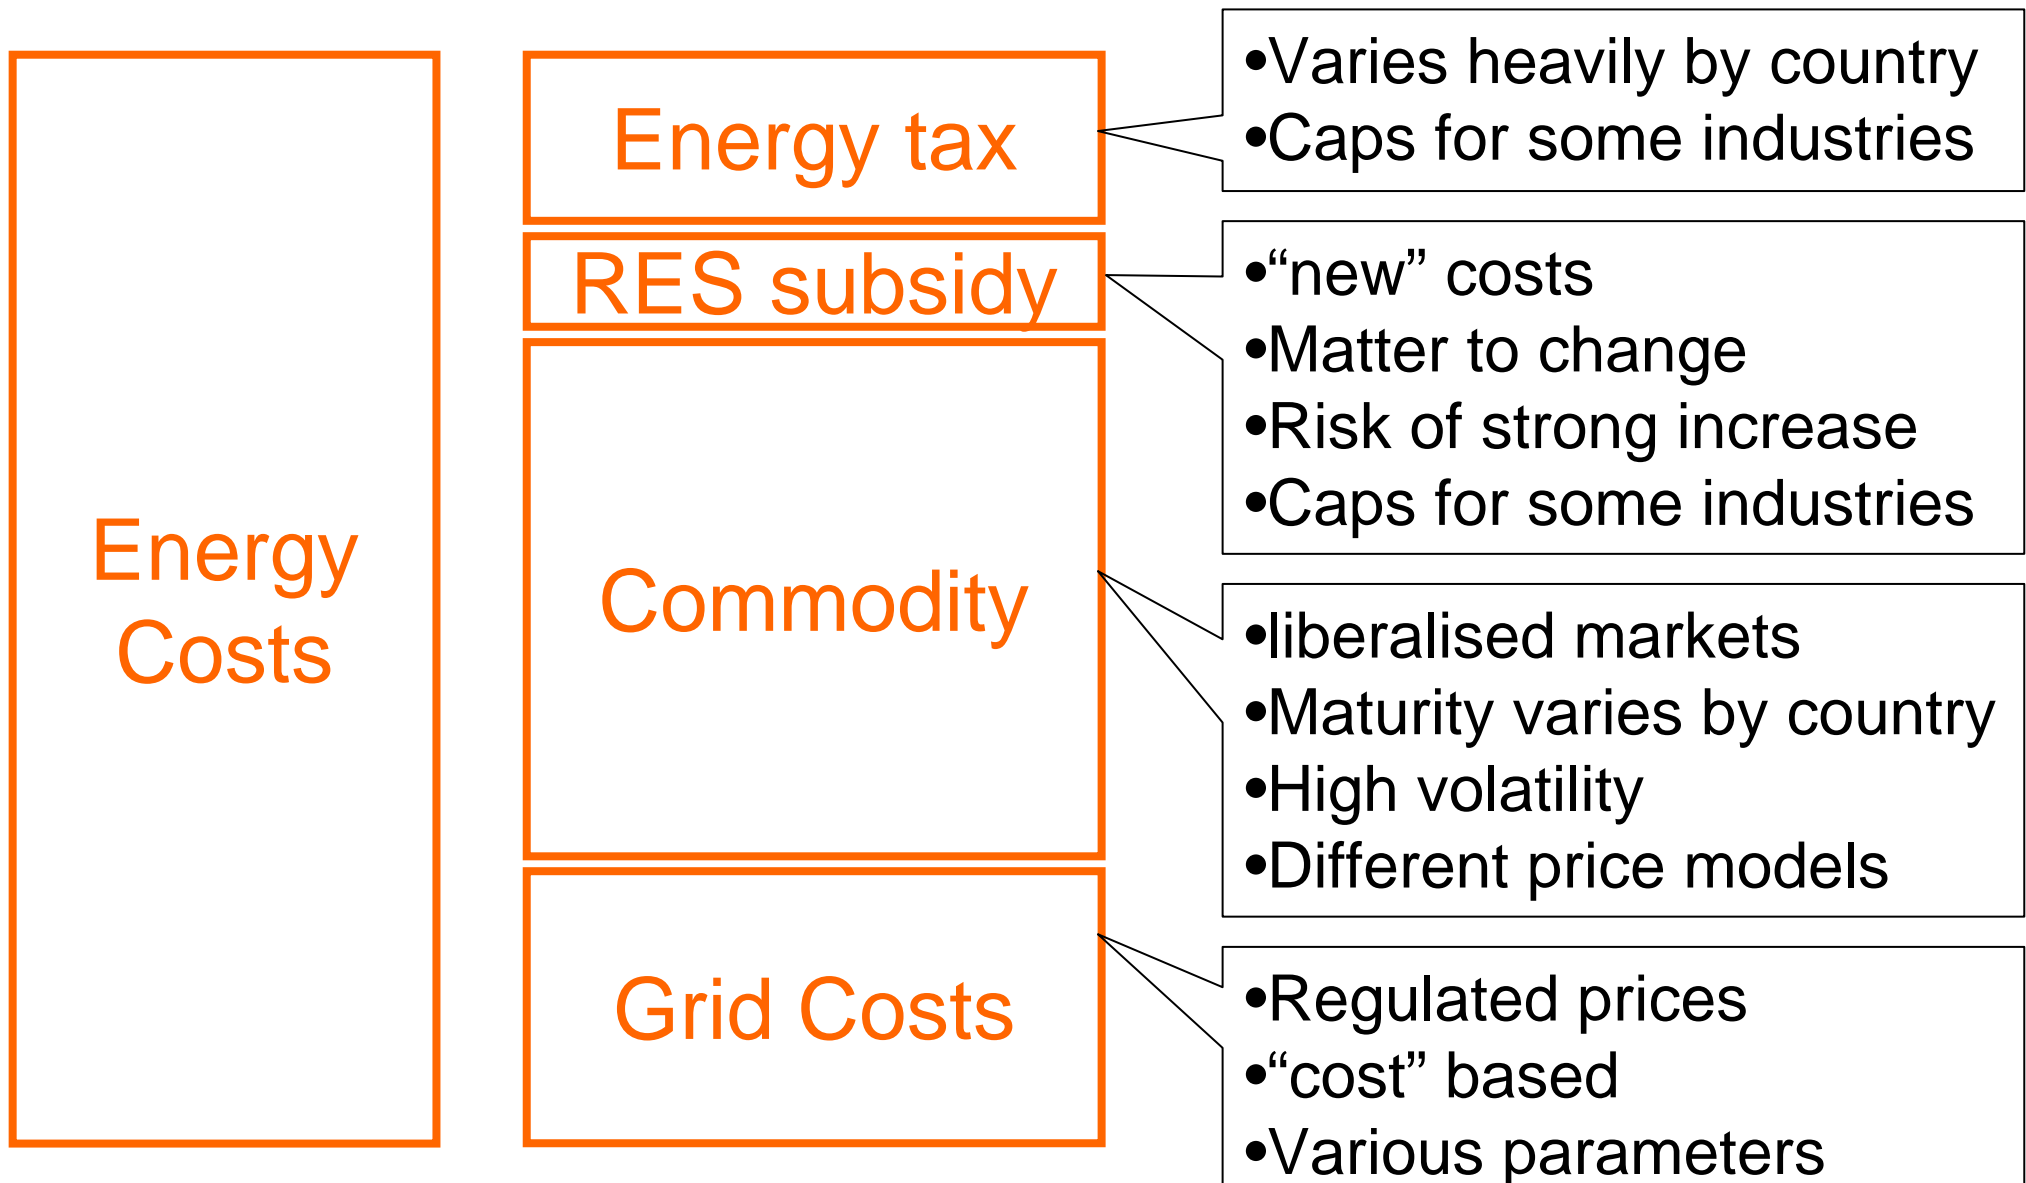 Energy
Costs
Energy tax
RES subsidy
Commodity
Grid Costs
•Varies heavily by country
•Caps for some industries
•“new” costs
•Matter to change
•Risk of strong increase
•Caps for some industries
•liberalised markets
•Maturity varies by country
•High volatility
•Different price models
•Regulated prices
•“cost” based
•Various parameters